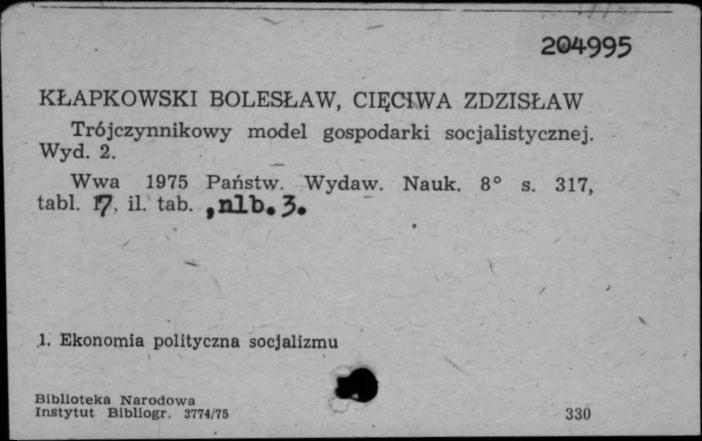 204995
KŁAPKOWSKI BOLESŁAW, CIĘCIWA ZDZISŁAW
Trójczynnikowy model gospodarki socjalistycznej.
Wyd. 2.
Wwa 1975 Państw. Wydaw. Nauk. 8° s. 317,
tabl. 17, il. tab. , nlb. 3.
1. Ekonomia polityczna socjalizmu
Biblioteka Narodowa
Instytut Bibliogr. 3774/75
330